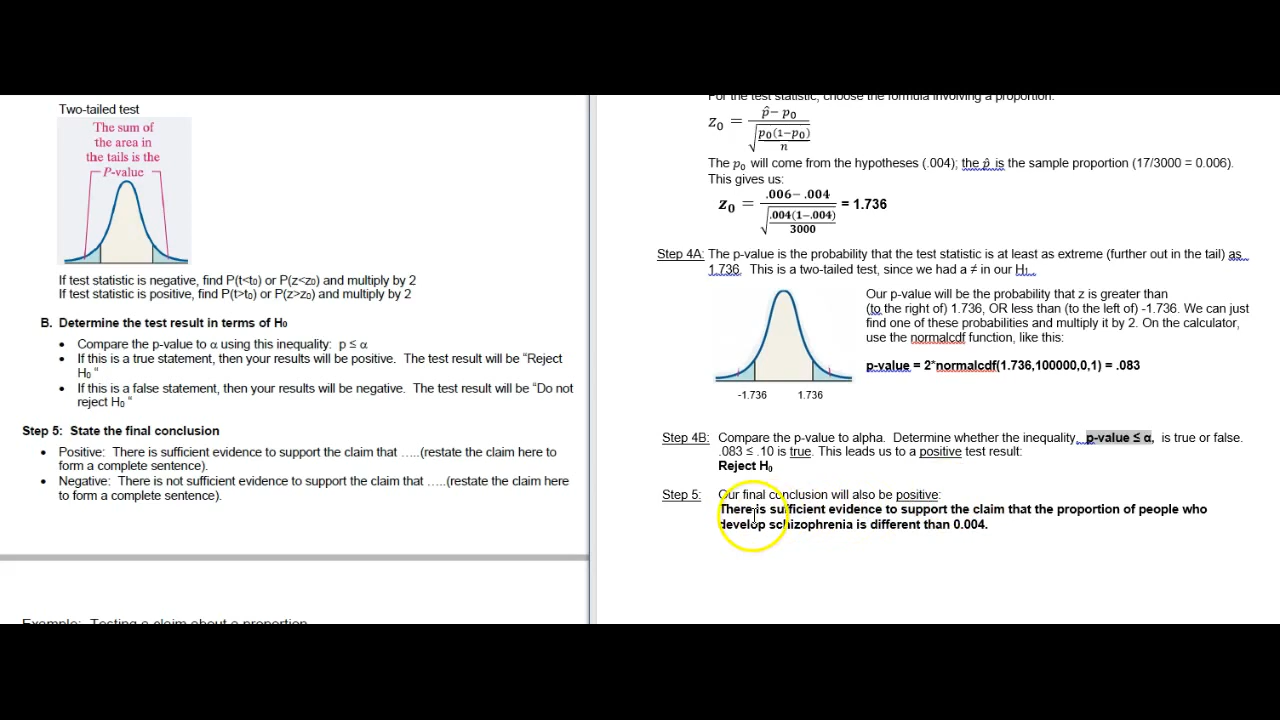 Two-tailed test
The sum of
the area in
the tails is the
P-value
If test statistic is negative, find P(t<t₀) or P(z<z₀) and multiply by 2
If test statistic is positive, find P(t>t₀) or P(z>z₀) and multiply by 2
B. Determine the test result in terms of H₀
• Compare the p-value to α using this inequality: p ≤ α
• If this is a true statement, then your results will be positive. The test result will be “Reject
H₀ “
• If this is a false statement, then your results will be negative. The test result will be “Do not
reject H₀ “
Step 5: State the final conclusion
• Positive: There is sufficient evidence to support the claim that …..(restate the claim here to
form a complete sentence).
• Negative: There is not sufficient evidence to support the claim that …..(restate the claim here
to form a complete sentence).
Example: Testing a claim about a proportion
For the test statistic, choose the formula involving a proportion.
z₀ = (p̂ − p₀) / √(p₀(1−p₀)/n)
The p₀ will come from the hypotheses (.004); the p̂ is the sample proportion (17/3000 = 0.006).
This gives us:
z₀ = (.006− .004) / √(.004(1−.004)/3000) = 1.736
Step 4A: The p-value is the probability that the test statistic is at least as extreme (further out in the tail) as
1.736. This is a two-tailed test, since we had a ≠ in our H₁.
Our p-value will be the probability that z is greater than
(to the right of) 1.736, OR less than (to the left of) -1.736. We can just
find one of these probabilities and multiply it by 2. On the calculator,
use the normalcdf function, like this:
p-value = 2*normalcdf(1.736,100000,0,1) = .083
-1.736 1.736
Step 4B: Compare the p-value to alpha. Determine whether the inequality, p-value ≤ α, is true or false.
.083 ≤ .10 is true. This leads us to a positive test result:
Reject H₀
Step 5: Our final conclusion will also be positive:
There is sufficient evidence to support the claim that the proportion of people who
develop schizophrenia is different than 0.004.